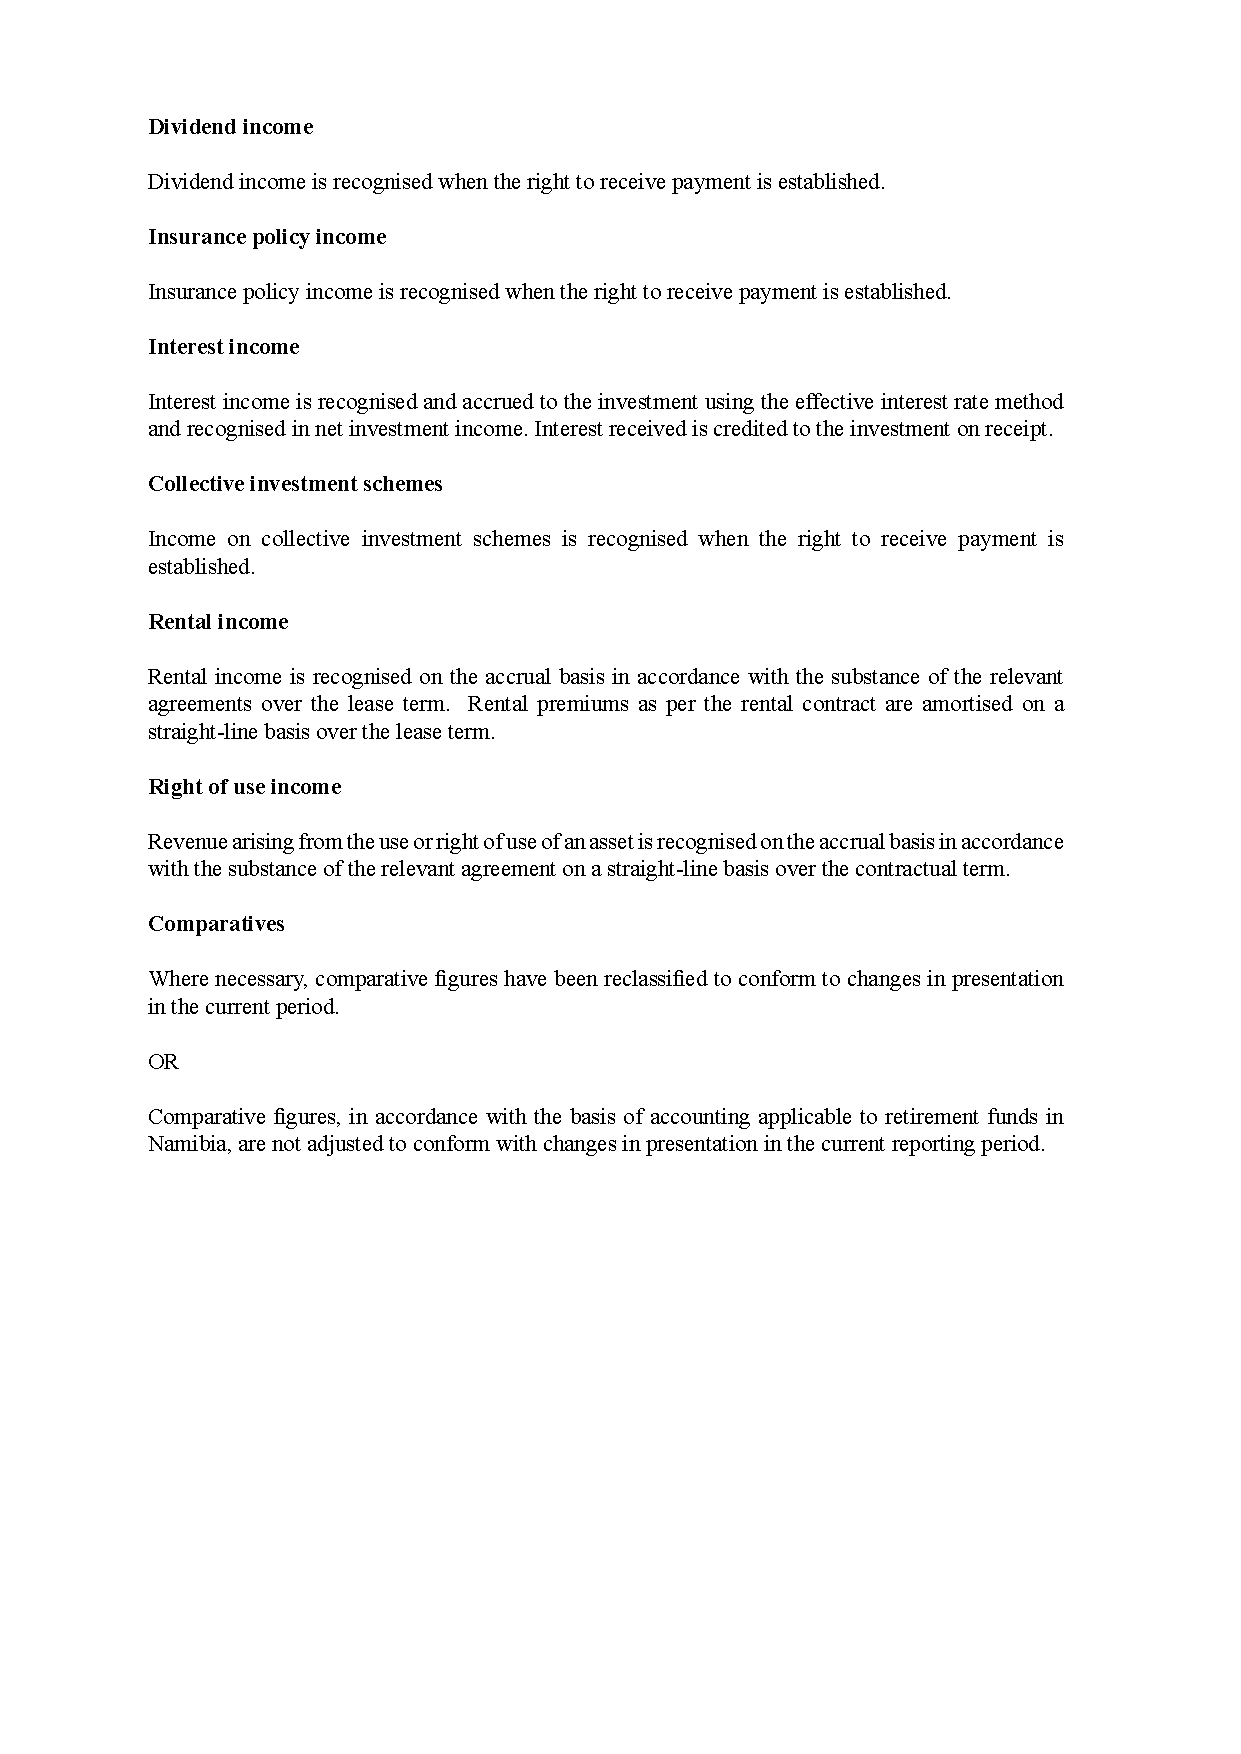 Dividend income
Dividend income is recognised when the right to receive payment is established.
Insurance policy income
Insurance policy income is recognised when the right to receive payment is established.
Interest income
Interest income is recognised and accrued to the investment using the effective interest rate method
and recognised in net investment income. Interest received is credited to the investment on receipt.
Collective investment schemes
Income on collective investment schemes is recognised when the right to receive payment is
established.
Rental income
Rental income is recognised on the accrual basis in accordance with the substance of the relevant
agreements over the lease term.  Rental premiums as per the rental contract are amortised on a
straight-line basis over the lease term.
Right of use income
Revenue arising from the use or right of use of an asset is recognised on the accrual basis in accordance
with the substance of the relevant agreement on a straight-line basis over the contractual term.
Comparatives
Where necessary, comparative figures have been reclassified to conform to changes in presentation
in the current period.
OR
Comparative figures, in accordance with the basis of accounting applicable to retirement funds in
Namibia, are not adjusted to conform with changes in presentation in the current reporting period.